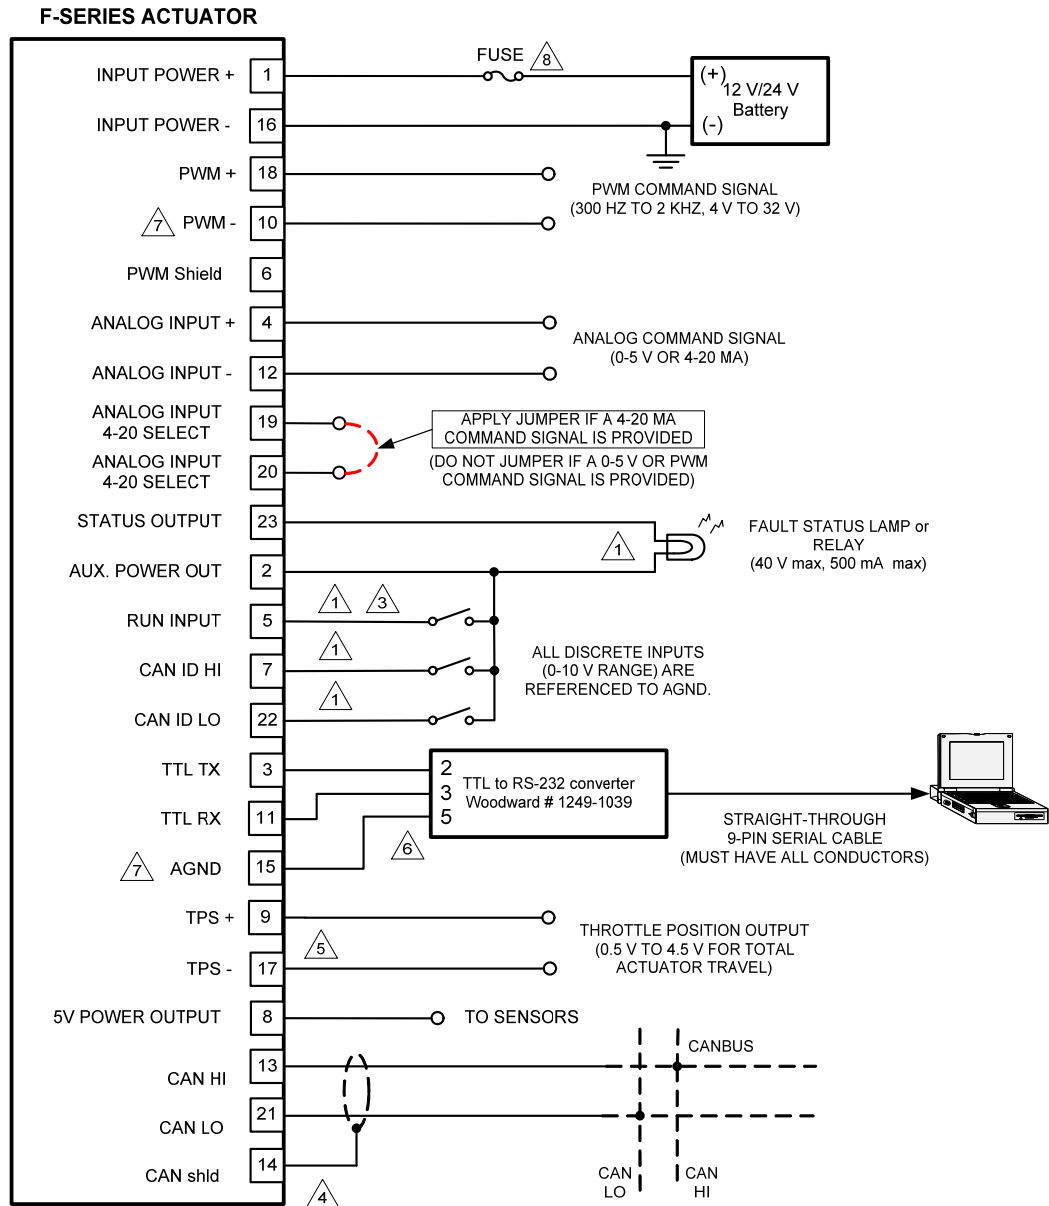 F-SERIES ACTUATOR
INPUT POWER + 1
FUSE 8
(+)
12 V/24 V
Battery
(-)
INPUT POWER - 16
PWM + 18
PWM COMMAND SIGNAL
(300 HZ TO 2 KHZ, 4 V TO 32 V)
7 PWM - 10
PWM Shield 6
ANALOG INPUT + 4
ANALOG COMMAND SIGNAL
(0-5 V OR 4-20 MA)
ANALOG INPUT - 12
ANALOG INPUT
4-20 SELECT
19
APPLY JUMPER IF A 4-20 MA
COMMAND SIGNAL IS PROVIDED
(DO NOT JUMPER IF A 0-5 V OR PWM
COMMAND SIGNAL IS PROVIDED)
ANALOG INPUT
4-20 SELECT
20
STATUS OUTPUT 23
1
FAULT STATUS LAMP or
RELAY
(40 V max, 500 mA max)
AUX. POWER OUT 2
RUN INPUT 5
1 3
CAN ID HI 7
1
ALL DISCRETE INPUTS
(0-10 V RANGE) ARE
REFERENCED TO AGND.
CAN ID LO 22
1
TTL TX 3
2
3
5
TTL to RS-232 converter
Woodward # 1249-1039
TTL RX 11
STRAIGHT-THROUGH
9-PIN SERIAL CABLE
(MUST HAVE ALL CONDUCTORS)
6
7 AGND 15
TPS + 9
5
THROTTLE POSITION OUTPUT
(0.5 V TO 4.5 V FOR TOTAL
ACTUATOR TRAVEL)
TPS - 17
5V POWER OUTPUT 8
TO SENSORS
CANBUS
CAN HI 13
CAN LO 21
CAN shld 14
4
CAN
LO
CAN
HI